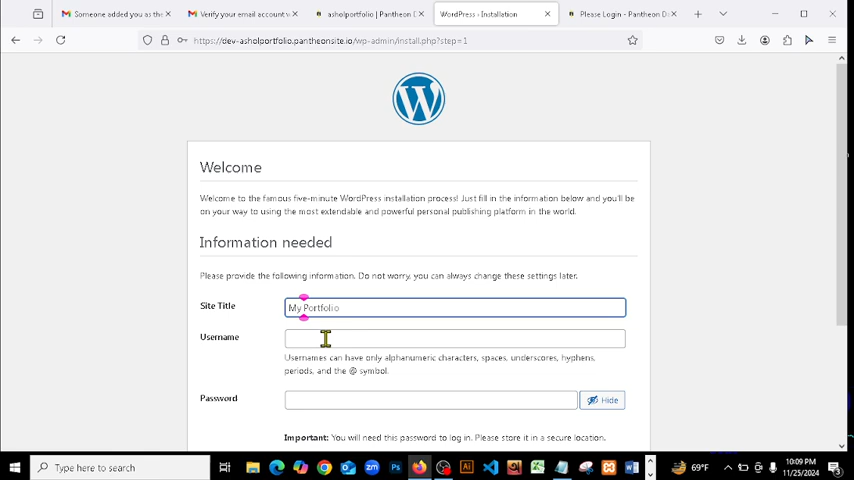 Someone added you as the
Verify your email account v
asholportfolio | Pantheon D
WordPress › Installation
Please Login - Pantheon Da
https://dev-asholportfolio.pantheonsite.io/wp-admin/install.php?step=1
Welcome
Welcome to the famous five-minute WordPress installation process! Just fill in the information below and you'll be
on your way to using the most extendable and powerful personal publishing platform in the world.
Information needed
Please provide the following information. Do not worry, you can always change these settings later.
Site Title
My Portfolio
Username
Usernames can have only alphanumeric characters, spaces, underscores, hyphens,
periods, and the @ symbol.
Password
Hide
Important: You will need this password to log in. Please store it in a secure location.
Type here to search
69°F
10:09 PM
11/25/2024